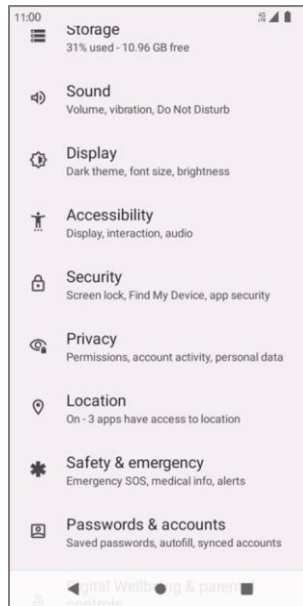 11:00
Storage
31% used - 10.96 GB free
Sound
Volume, vibration, Do Not Disturb
Display
Dark theme, font size, brightness
Accessibility
Display, interaction, audio
Security
Screen lock, Find My Device, app security
Privacy
Permissions, account activity, personal data
Location
On - 3 apps have access to location
Safety & emergency
Emergency SOS, medical info, alerts
Passwords & accounts
Saved passwords, autofill, synced accounts
Digital Wellbeing & parental
controls